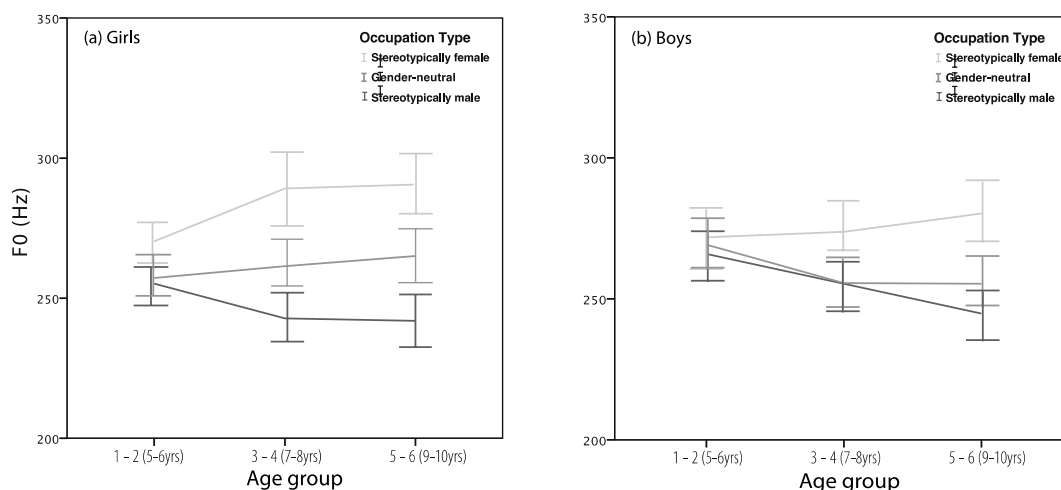 350
(a) Girls
Occupation Type
Stereotypically female
Gender-neutral
Stereotypically male
300
F0 (Hz)
250
200
1 – 2 (5–6yrs)
3 – 4 (7–8yrs)
5 – 6 (9–10yrs)
Age group
350
(b) Boys
Occupation Type
Stereotypically female
Gender-neutral
Stereotypically male
300
250
200
1 – 2 (5–6yrs)
3 – 4 (7–8yrs)
5 – 6 (9–10yrs)
Age group